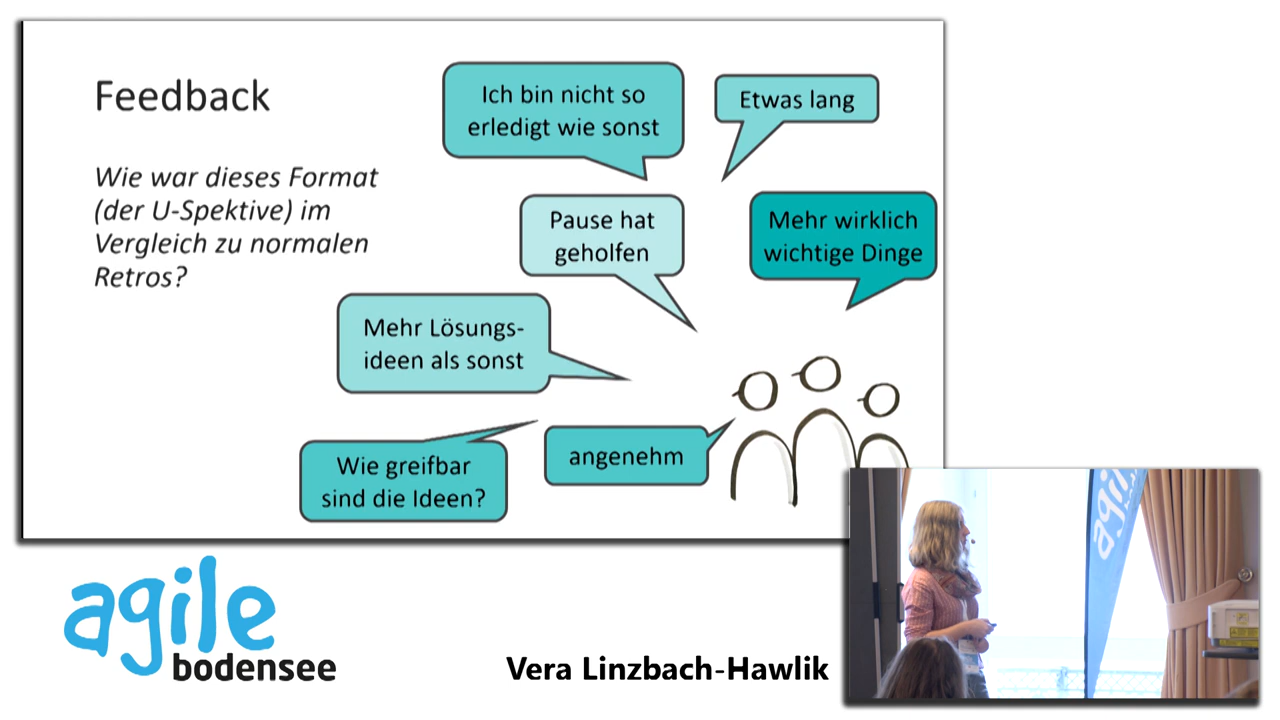 Feedback
Wie war dieses Format
(der U-Spektive) im
Vergleich zu normalen
Retros?
Ich bin nicht so
erledigt wie sonst
Etwas lang
Pause hat
geholfen
Mehr wirklich
wichtige Dinge
Mehr Lösungs-
ideen als sonst
Wie greifbar
sind die Ideen?
angenehm
agile
bodensee
Vera Linzbach-Hawlik